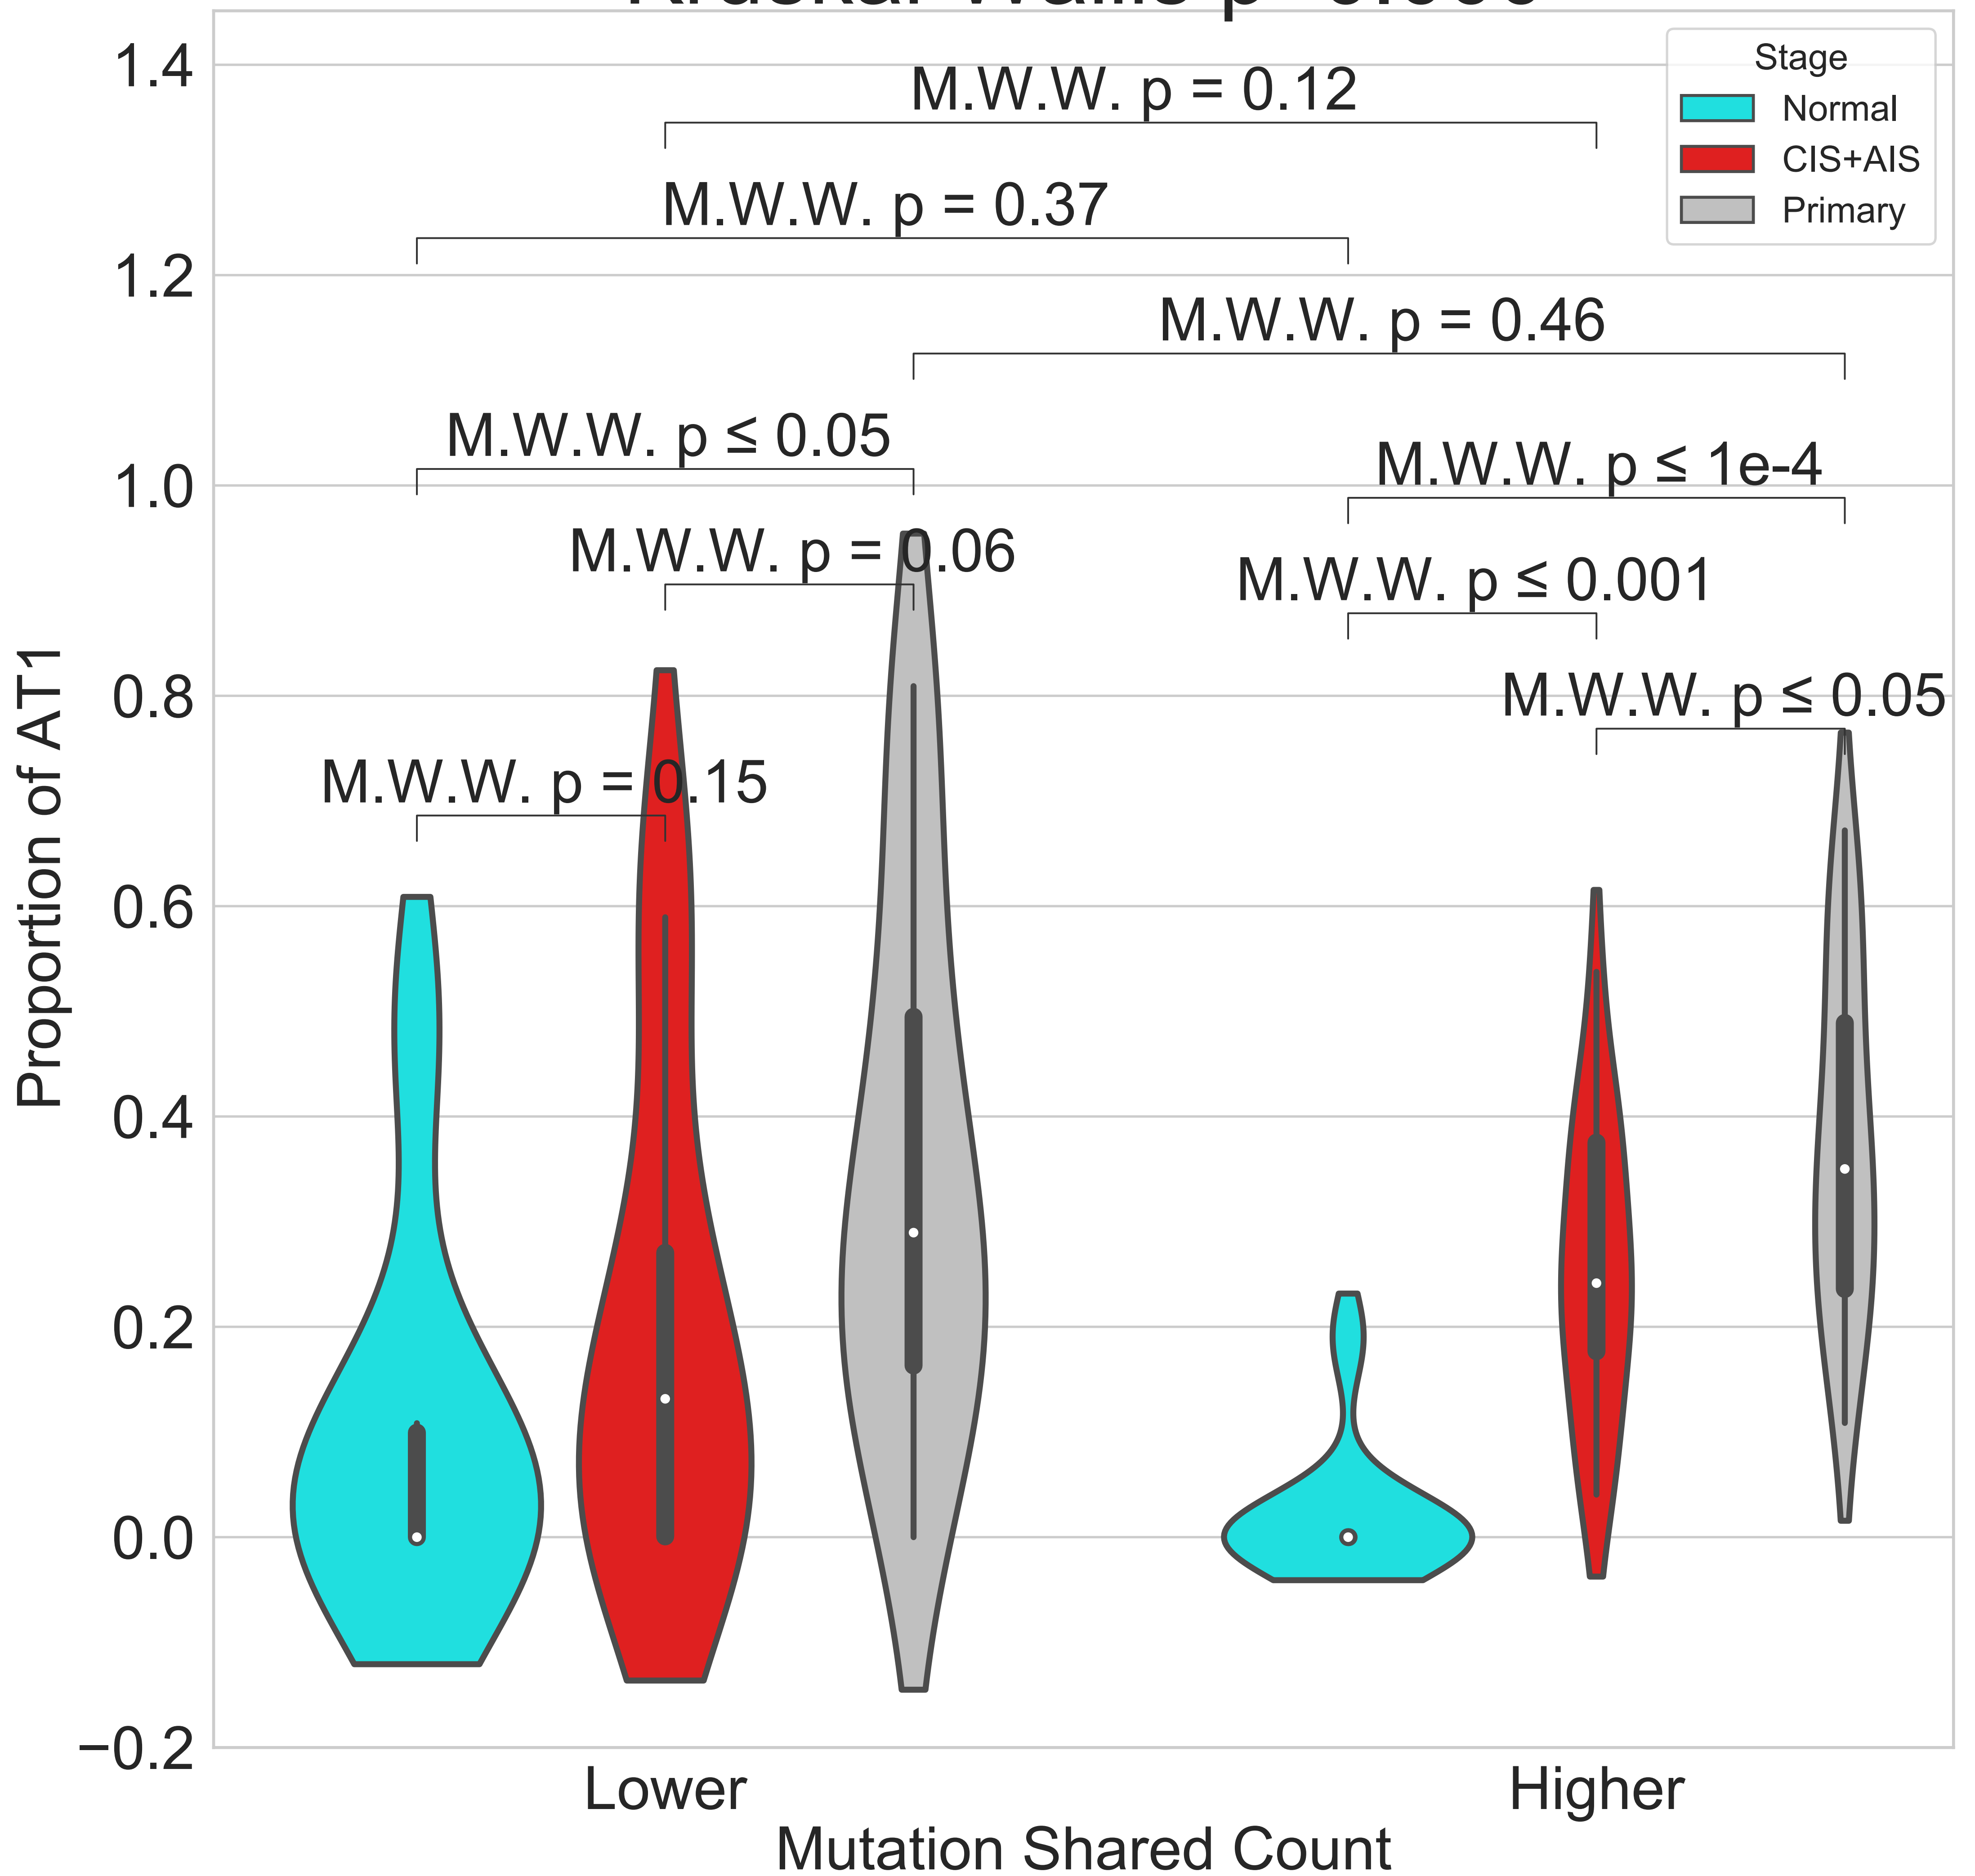 1.4
1.2
1.0
0.8
0.6
0.4
0.2
0.0
−0.2
Proportion of AT1
M.W.W. p = 0.12
M.W.W. p = 0.37
M.W.W. p = 0.46
M.W.W. p ≤ 0.05
M.W.W. p ≤ 1e-4
M.W.W. p = 0.06
M.W.W. p ≤ 0.001
M.W.W. p ≤ 0.05
M.W.W. p = 0.15
Stage
Normal
CIS+AIS
Primary
Lower
Higher
Mutation Shared Count